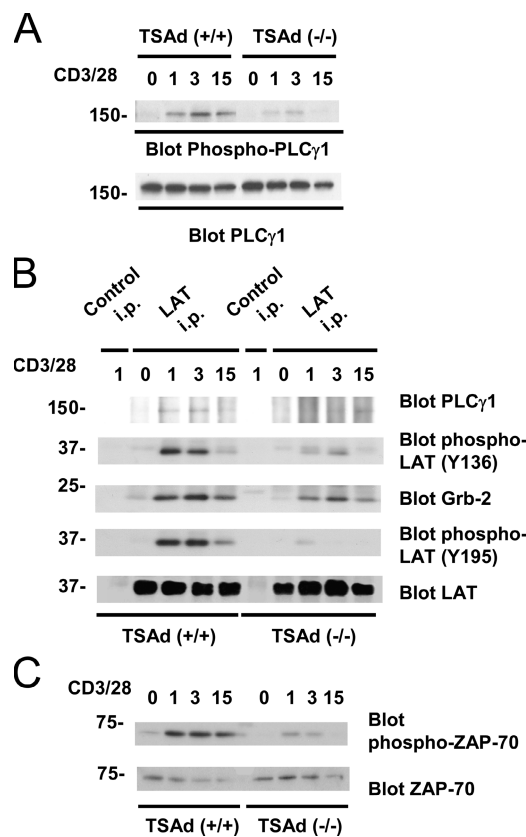 A
TSAd (+/+) TSAd (-/-)
CD3/28 0 1 3 15 0 1 3 15
150-
Blot Phospho-PLCγ1
150-
Blot PLCγ1
B
Control i.p. LAT i.p. Control i.p. LAT i.p.
CD3/28 1 0 1 3 15 1 0 1 3 15
150- Blot PLCγ1
37- Blot phospho-
LAT (Y136)
25- Blot Grb-2
37- Blot phospho-
LAT (Y195)
37- Blot LAT
TSAd (+/+) TSAd (-/-)
C
CD3/28 0 1 3 15 0 1 3 15
75- Blot
phospho-ZAP-70
75- Blot ZAP-70
TSAd (+/+) TSAd (-/-)